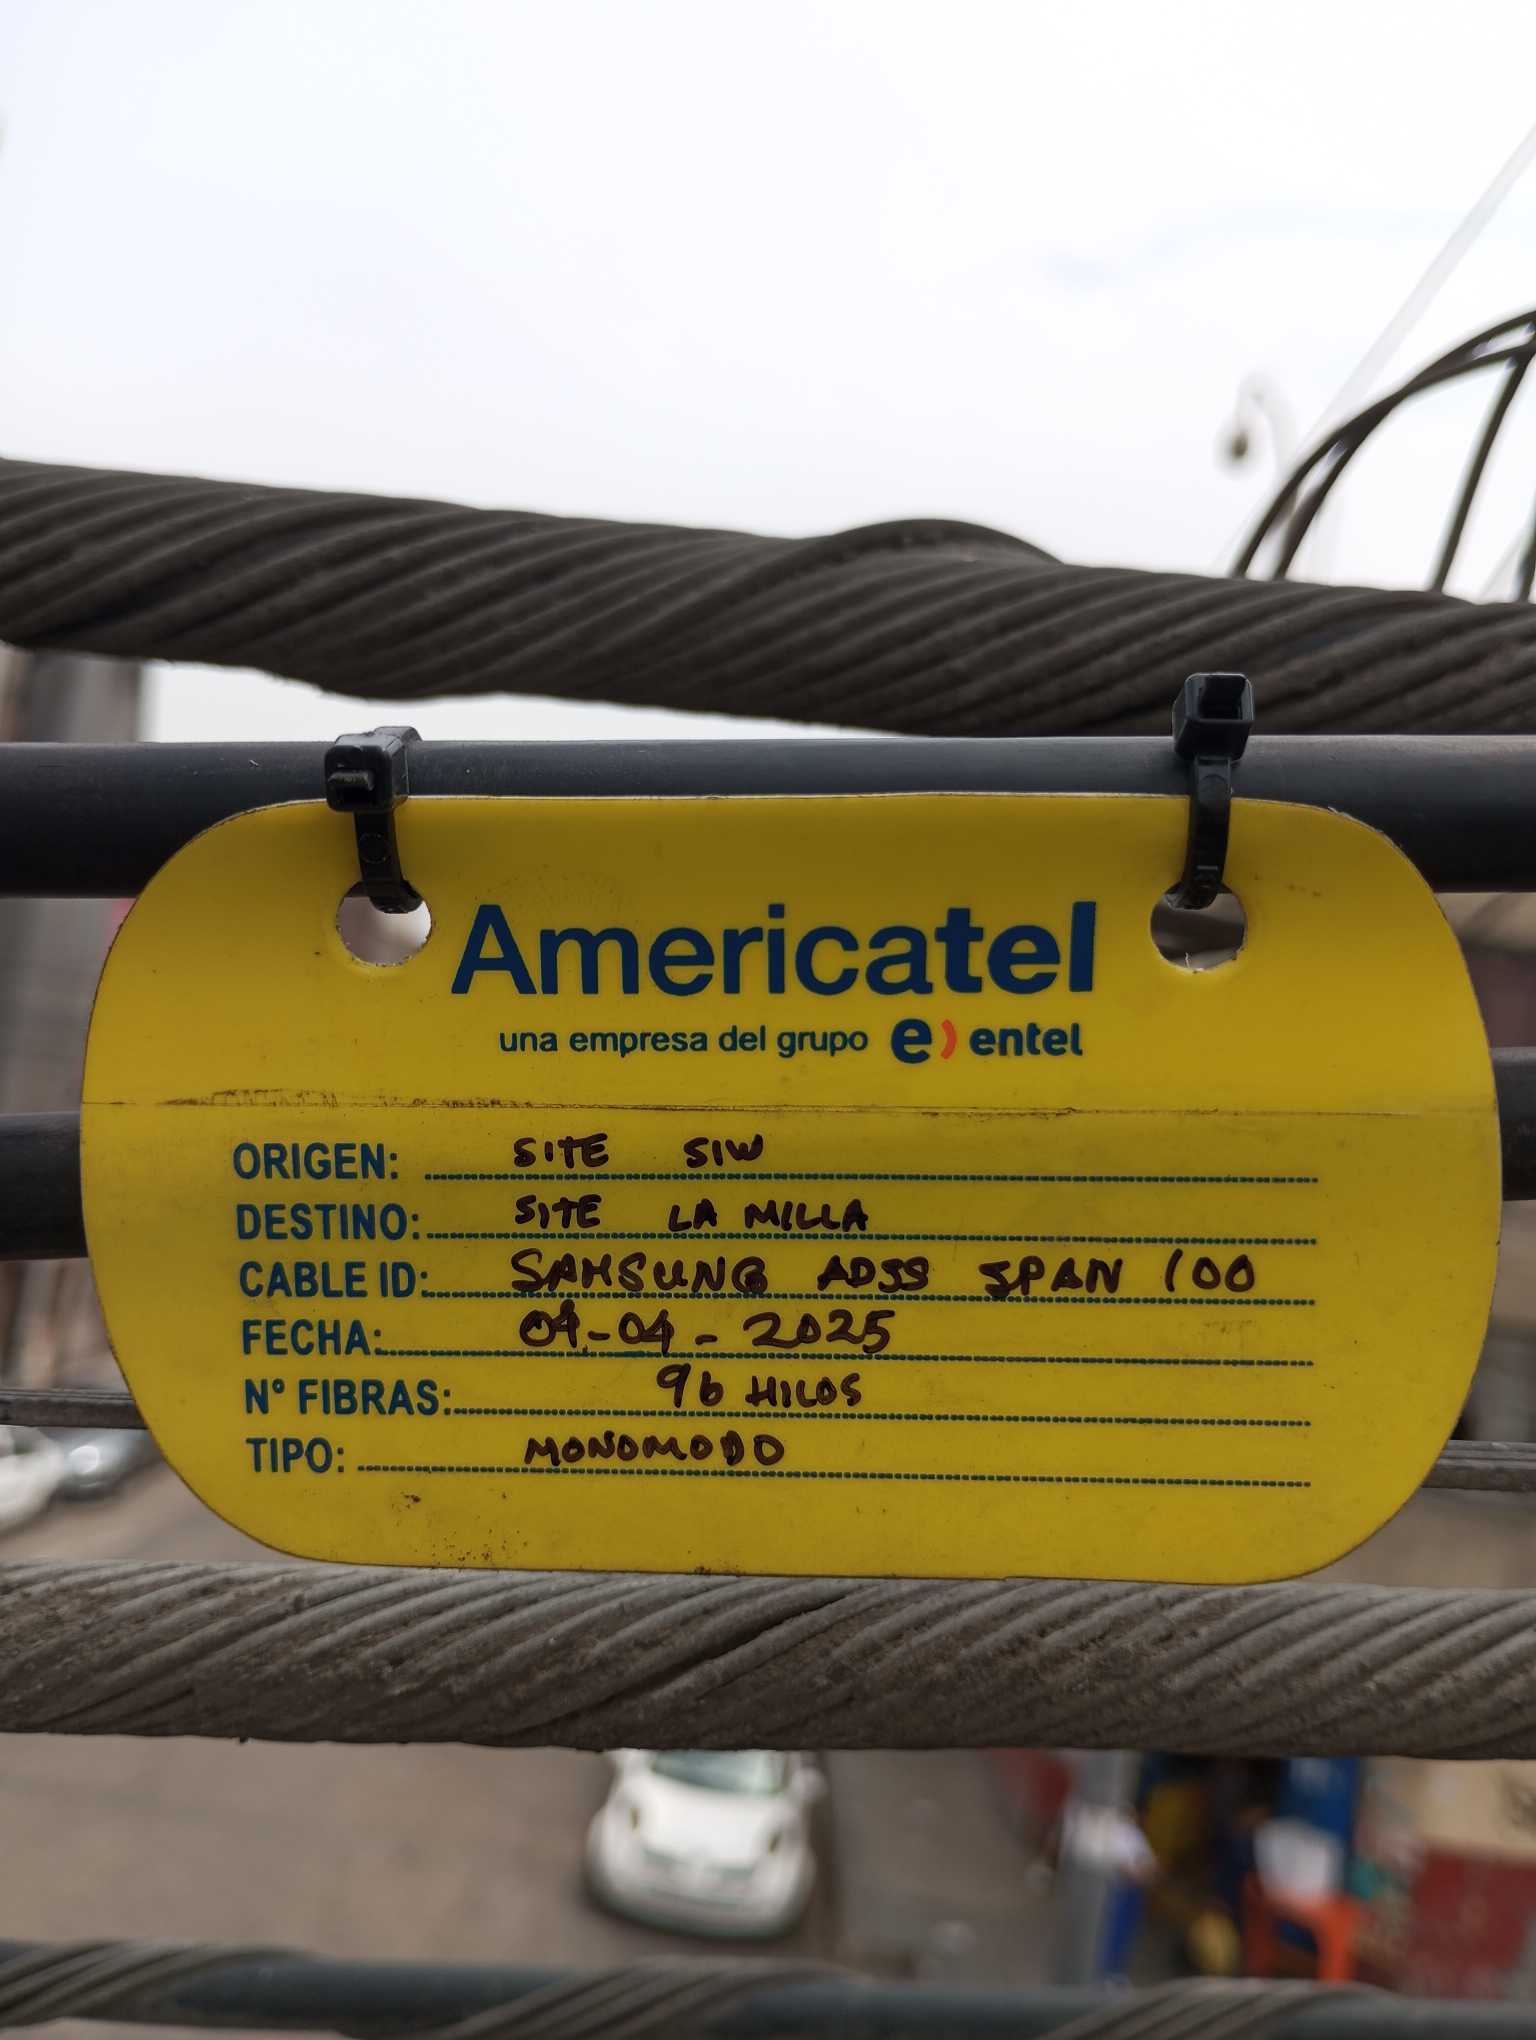 Americatel
una empresa del grupo e) entel
ORIGEN: SITE SIW
DESTINO: SITE LA MILLA
CABLE ID: SAMSUNG ADSS SPAN 100
FECHA: 04-04-2025
N° FIBRAS: 96 HILOS
TIPO: MONOMODO